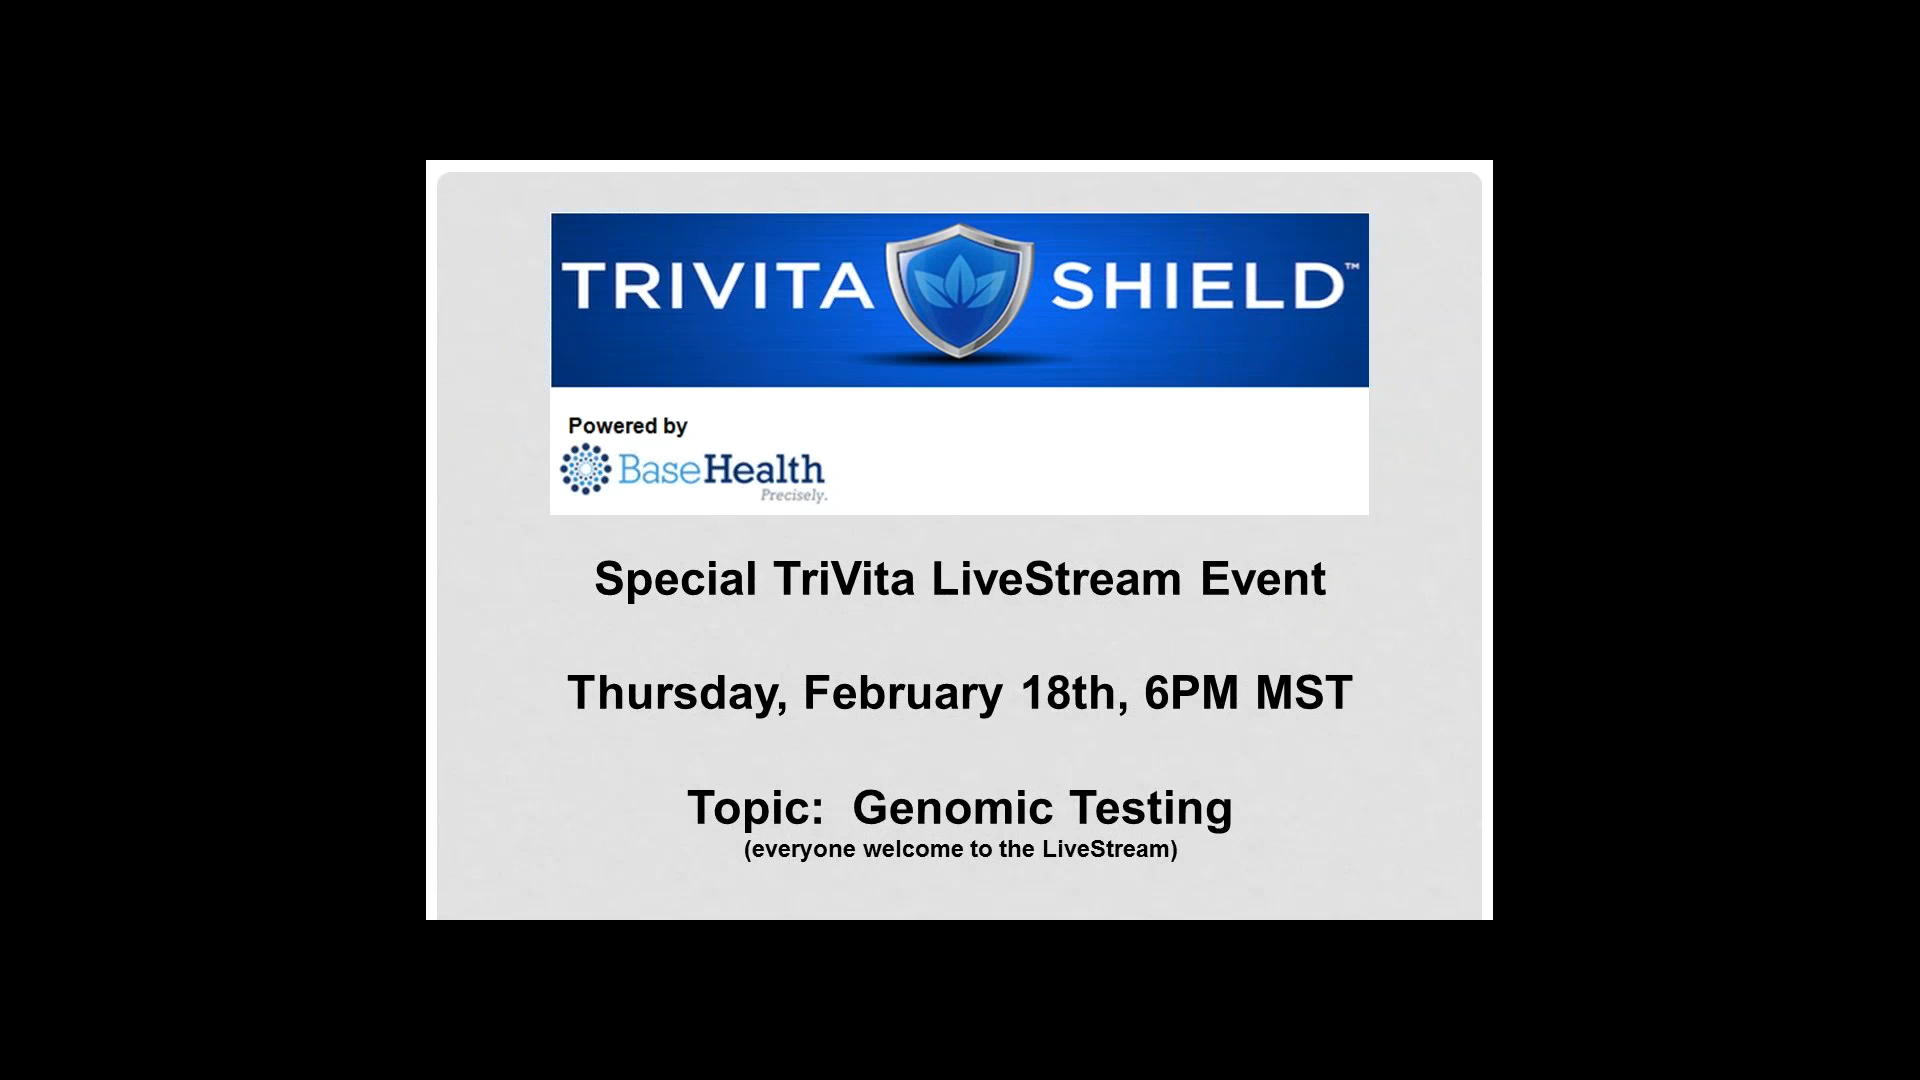 TRIVITA SHIELD™
Powered by
BaseHealth
Precisely.
Special TriVita LiveStream Event
Thursday, February 18th, 6PM MST
Topic:  Genomic Testing
(everyone welcome to the LiveStream)